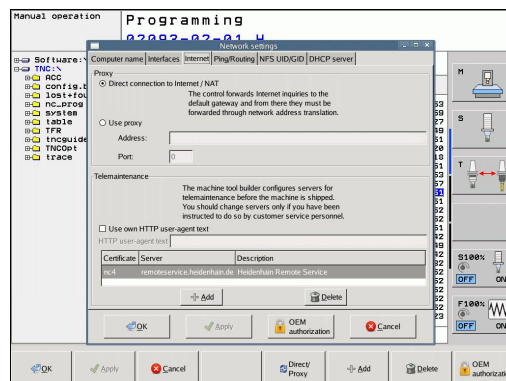 Manual operation
Programming
02093-02-01.H
Network settings
Computer name Interfaces Internet Ping/Routing NFS UID/GID DHCP server
Software:
TNC:\
ACC
config.b
lost+fou
nc_prog
system
table
TFR
tncguide
TNCOpt
trace
Proxy
Direct connection to Internet / NAT
The control forwards Internet inquiries to the
default gateway and from there they must be
forwarded through network address translation.
Use proxy
Address:
Port: 0
Telemaintenance
The machine tool builder configures servers for
telemaintenance before the machine is shipped.
You should change servers only if you have been
instructed to do so by customer service personnel.
Use own HTTP user-agent text
HTTP user-agent text
Certificate Server Description
nc4 remoteservice.heidenhain.de Heidenhain Remote Service
Add Delete
OK Apply OEM authorization Cancel
M
S
T
S100%
OFF ON
F100%
OFF ON
OK Apply Cancel Direct/ Proxy Add Delete OEM authorizati